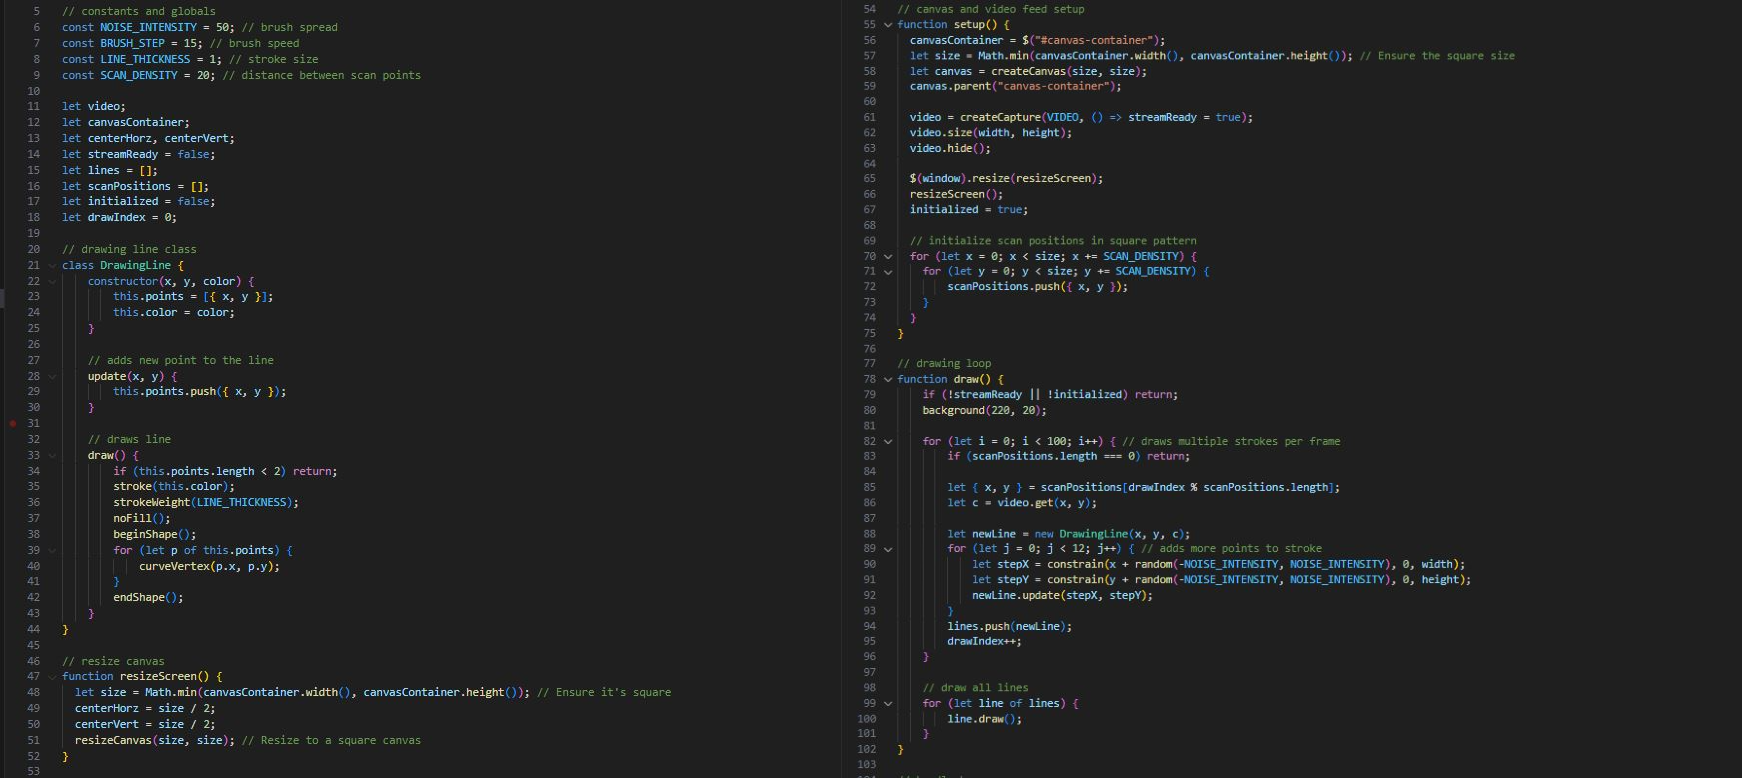 5 // constants and globals
6 const NOISE_INTENSITY = 50; // brush spread
7 const BRUSH_STEP = 15; // brush speed
8 const LINE_THICKNESS = 1; // stroke size
9 const SCAN_DENSITY = 20; // distance between scan points
10
11 let video;
12 let canvasContainer;
13 let centerHorz, centerVert;
14 let streamReady = false;
15 let lines = [];
16 let scanPositions = [];
17 let initialized = false;
18 let drawIndex = 0;
19
20 // drawing line class
21 class DrawingLine {
22     constructor(x, y, color) {
23         this.points = [{ x, y }];
24         this.color = color;
25     }
26
27     // adds new point to the line
28     update(x, y) {
29         this.points.push({ x, y });
30     }
31
32     // draws line
33     draw() {
34         if (this.points.length < 2) return;
35         stroke(this.color);
36         strokeWeight(LINE_THICKNESS);
37         noFill();
38         beginShape();
39         for (let p of this.points) {
40             curveVertex(p.x, p.y);
41         }
42         endShape();
43     }
44 }
45
46 // resize canvas
47 function resizeScreen() {
48   let size = Math.min(canvasContainer.width(), canvasContainer.height()); // Ensure it's square
49   centerHorz = size / 2;
50   centerVert = size / 2;
51   resizeCanvas(size, size); // Resize to a square canvas
52 }
53
54 // canvas and video feed setup
55 function setup() {
56   canvasContainer = $("#canvas-container");
57   let size = Math.min(canvasContainer.width(), canvasContainer.height()); // Ensure the square size
58   let canvas = createCanvas(size, size);
59   canvas.parent("canvas-container");
60
61   video = createCapture(VIDEO, () => streamReady = true);
62   video.size(width, height);
63   video.hide();
64
65   $(window).resize(resizeScreen);
66   resizeScreen();
67   initialized = true;
68
69   // initialize scan positions in square pattern
70   for (let x = 0; x < size; x += SCAN_DENSITY) {
71     for (let y = 0; y < size; y += SCAN_DENSITY) {
72         scanPositions.push({ x, y });
73     }
74   }
75 }
76
77 // drawing loop
78 function draw() {
79     if (!streamReady || !initialized) return;
80     background(220, 20);
81
82     for (let i = 0; i < 100; i++) { // draws multiple strokes per frame
83         if (scanPositions.length === 0) return;
84
85         let { x, y } = scanPositions[drawIndex % scanPositions.length];
86         let c = video.get(x, y);
87
88         let newLine = new DrawingLine(x, y, c);
89         for (let j = 0; j < 12; j++) { // adds more points to stroke
90             let stepX = constrain(x + random(-NOISE_INTENSITY, NOISE_INTENSITY), 0, width);
91             let stepY = constrain(y + random(-NOISE_INTENSITY, NOISE_INTENSITY), 0, height);
92             newLine.update(stepX, stepY);
93         }
94         lines.push(newLine);
95         drawIndex++;
96     }
97
98     // draw all lines
99     for (let line of lines) {
100         line.draw();
101     }
102 }
103